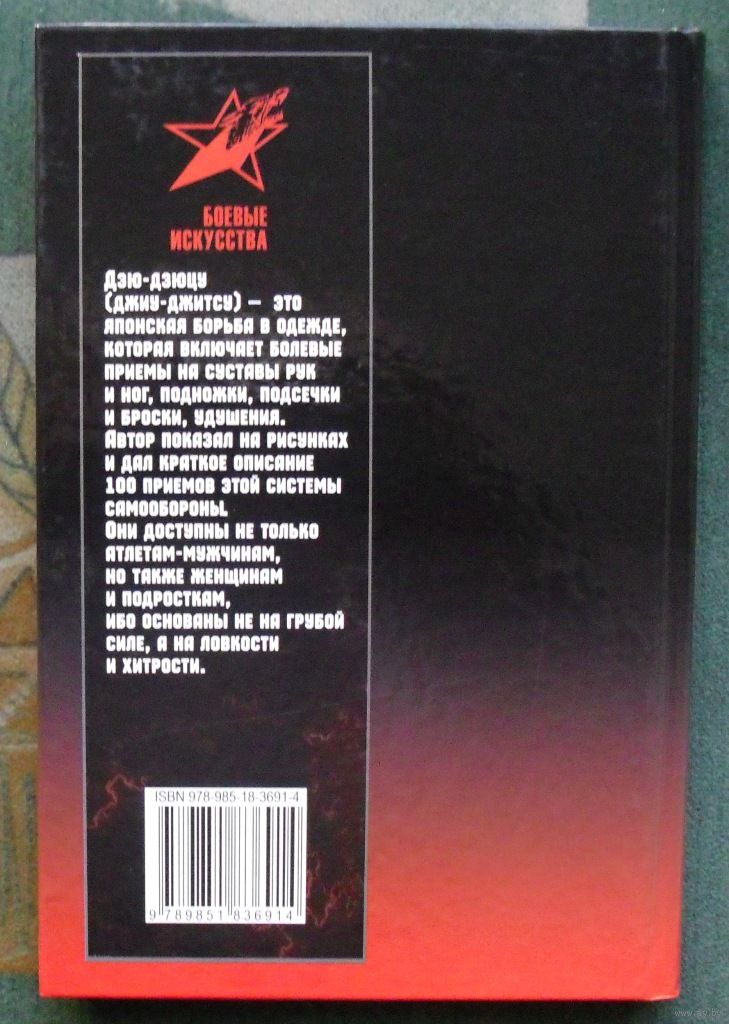 БОЕВЫЕ
ИСКУССТВА
Дзю-дзюцу
(джиу-джитсу) — это
японская борьба в одежде,
которая включает болевые
приемы на суставы рук
и ног, подножки, подсечки
и броски, удушения.
Автор показал на рисунках
и дал краткое описание
100 приемов этой системы
самообороны.
Они доступны не только
атлетам-мужчинам,
но также женщинам
и подросткам,
ибо основаны не на грубой
силе, а на ловкости
и хитрости.
ISBN 978-985-18-3691-4
9 789851 836914
www.ay.by